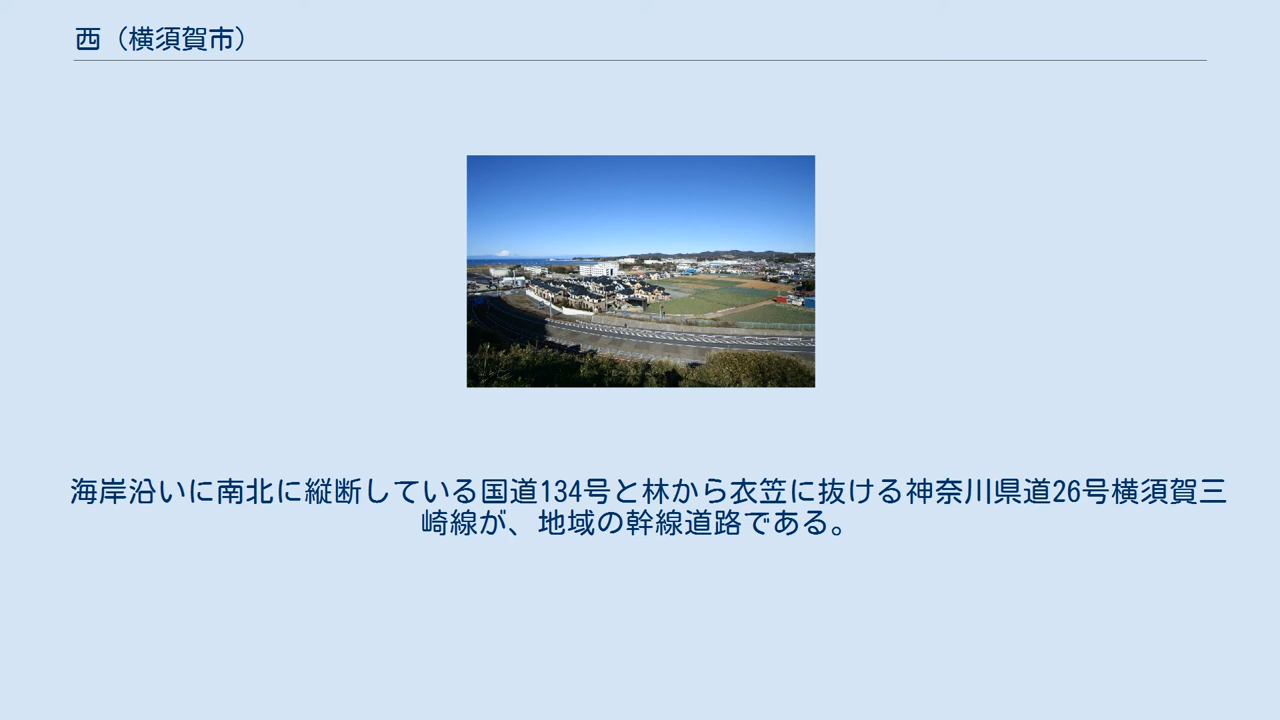 西（横須賀市）
海岸沿いに南北に縦断している国道134号と林から衣笠に抜ける神奈川県道26号横須賀三
崎線が、地域の幹線道路である。